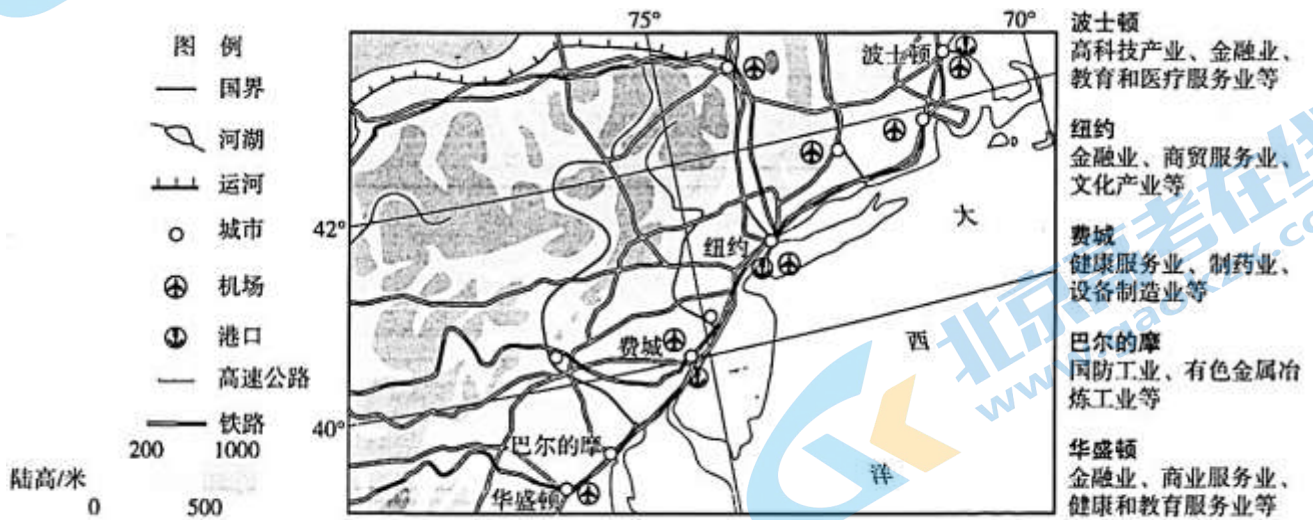 图 例
国界
河湖
运河
城市
机场
港口
高速公路
铁路
200 1000
陆高/米
0 500
75° 70°
42°
40°
波士顿
纽约
费城
巴尔的摩
华盛顿
大
西
洋
波士顿
高科技产业、金融业、
教育和医疗服务业等
纽约
金融业、商贸服务业、
文化产业等
费城
健康服务业、制药业、
设备制造业等
巴尔的摩
国防工业、有色金属冶
炼工业等
华盛顿
金融业、商业服务业、
健康和教育服务业等